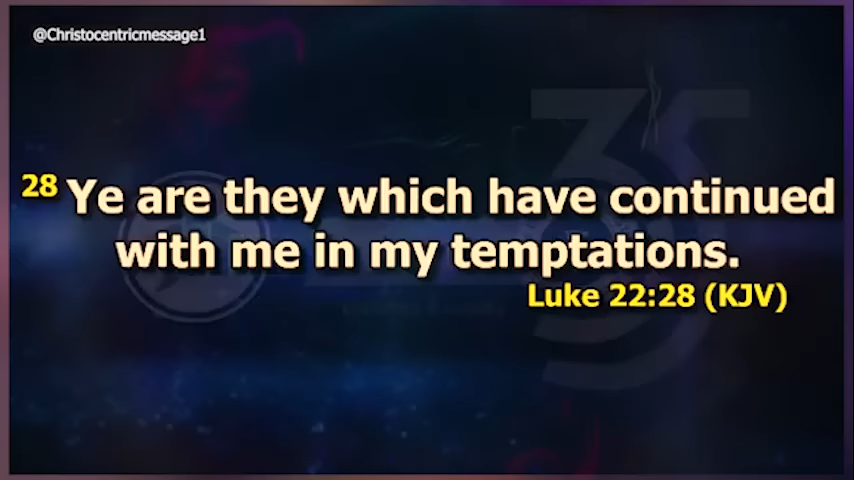 @Christocentricmessage1
28 Ye are they which have continued
with me in my temptations.
Luke 22:28 (KJV)